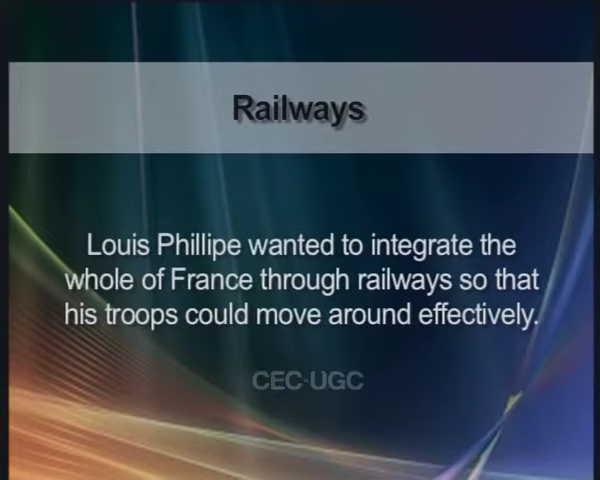 Railways
Louis Phillipe wanted to integrate the
whole of France through railways so that
his troops could move around effectively.
CEC-UGC